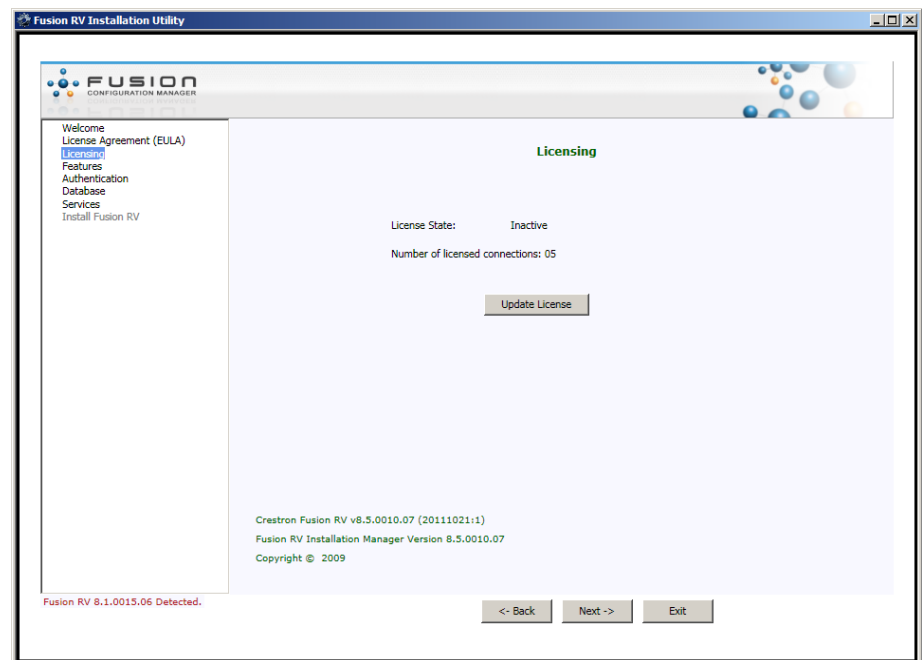 Fusion RV Installation Utility
FUSION
CONFIGURATION MANAGER
Welcome
License Agreement (EULA)
Licensing
Features
Authentication
Database
Services
Install Fusion RV
Licensing
License State: Inactive
Number of licensed connections: 05
Update License
Crestron Fusion RV v8.5.0010.07 (20111021:1)
Fusion RV Installation Manager Version 8.5.0010.07
Copyright © 2009
Fusion RV 8.1.0015.06 Detected.
<- Back
Next ->
Exit